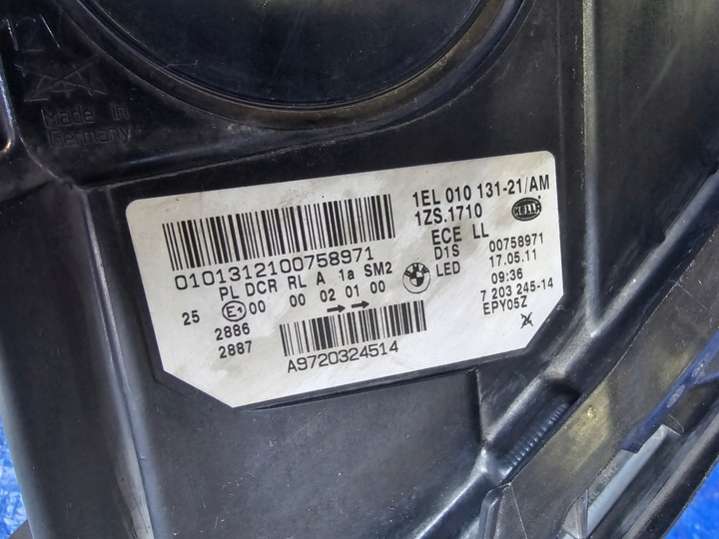 Made In
Germany
0101312100758971
PL DCR RL A 1a SM2
25 E1 00 00 02 01 00
2886
2887
A9720324514
1EL 010 131-21/AM
1ZS.1710
HELLA
ECE LL
D1S 00758971
LED 17.05.11
09:36
7 203 245-14
EPY05Z